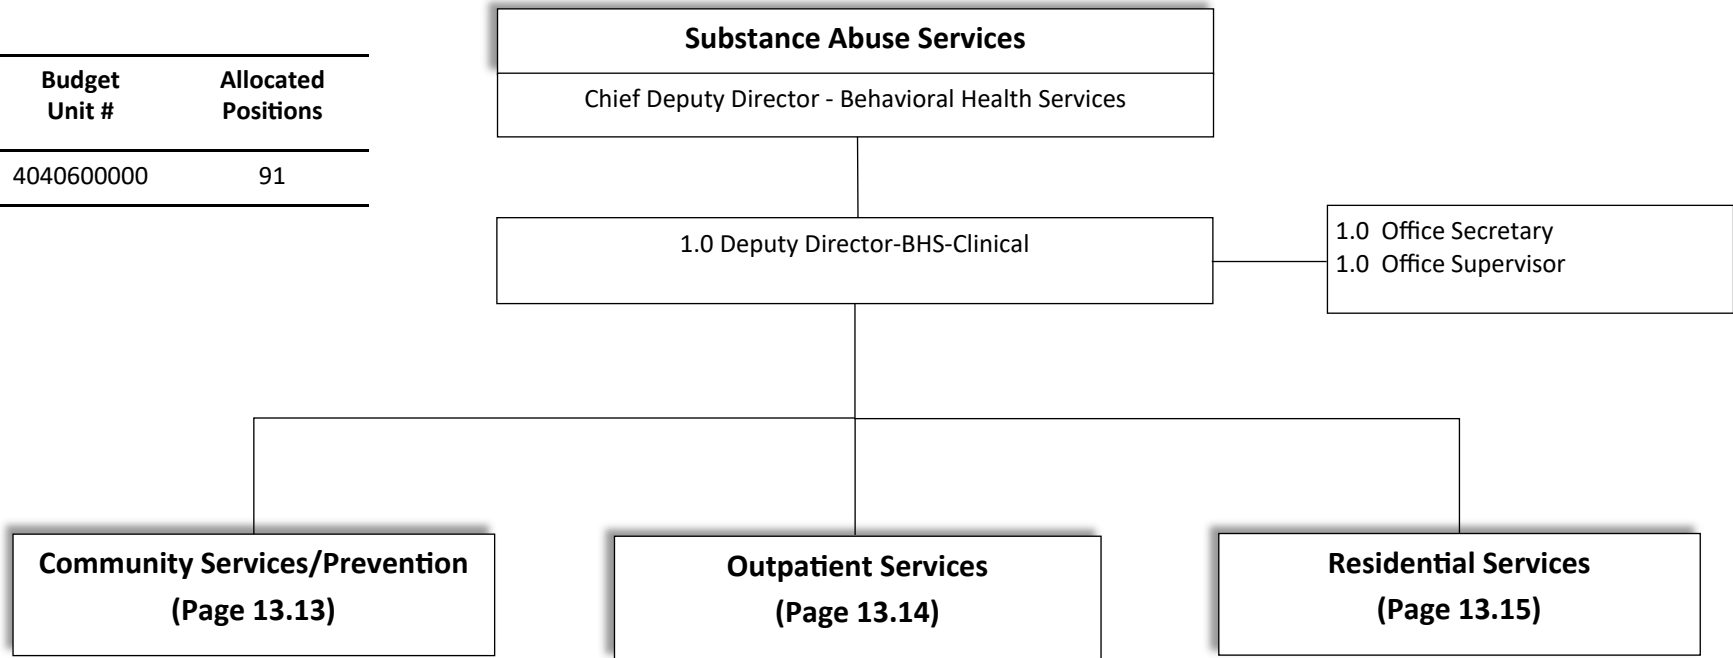 Substance Abuse Services
Chief Deputy Director - Behavioral Health Services
Budget Allocated
Unit # Positions
4040600000 91
1.0 Deputy Director-BHS-Clinical
1.0 Office Secretary
1.0 Office Supervisor
Community Services/Prevention
(Page 13.13)
Outpatient Services
(Page 13.14)
Residential Services
(Page 13.15)